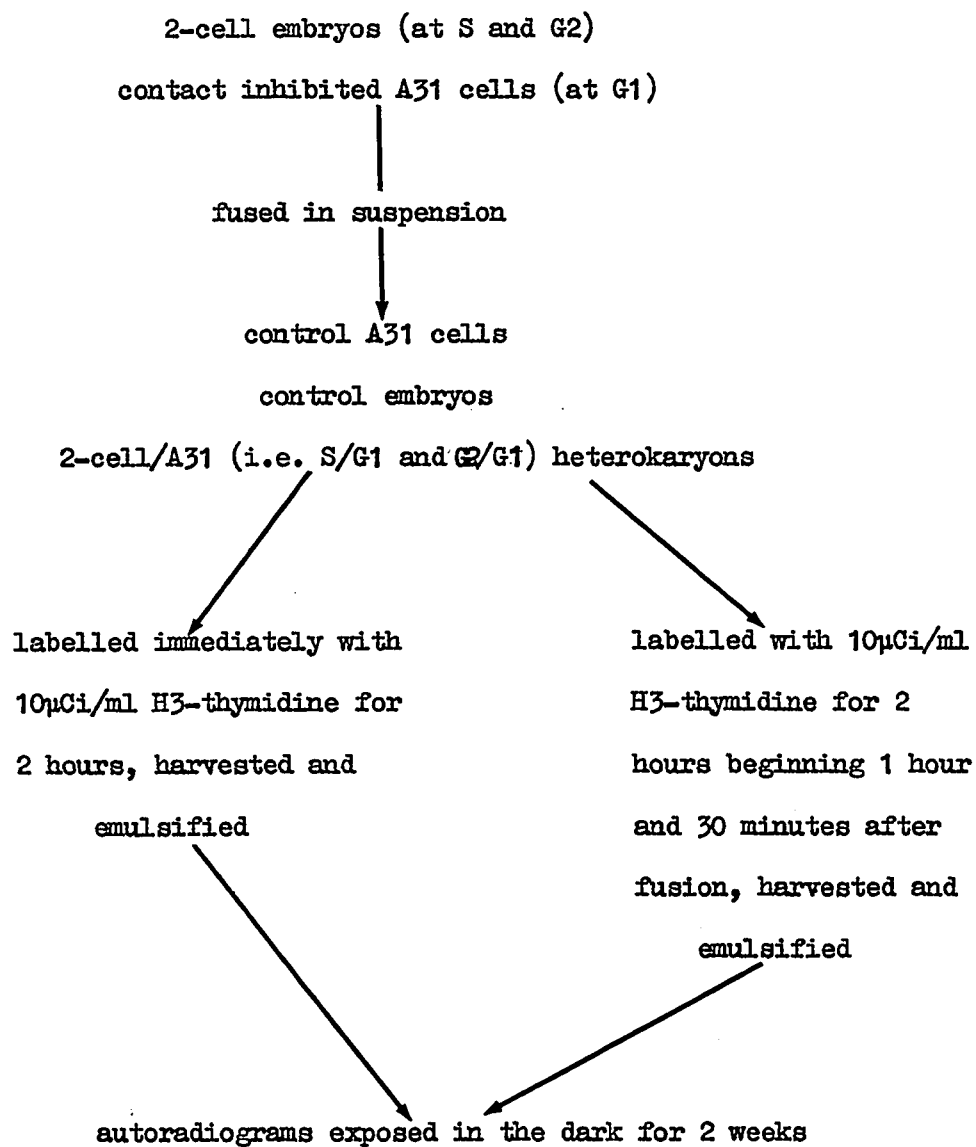 2-cell embryos (at S and G2)
contact inhibited A31 cells (at G1)
fused in suspension
control A31 cells
control embryos
2-cell/A31 (i.e. S/G1 and G2/G1) heterokaryons
labelled immediately with
10µCi/ml H3-thymidine for
2 hours, harvested and
emulsified
labelled with 10µCi/ml
H3-thymidine for 2
hours beginning 1 hour
and 30 minutes after
fusion, harvested and
emulsified
autoradiograms exposed in the dark for 2 weeks